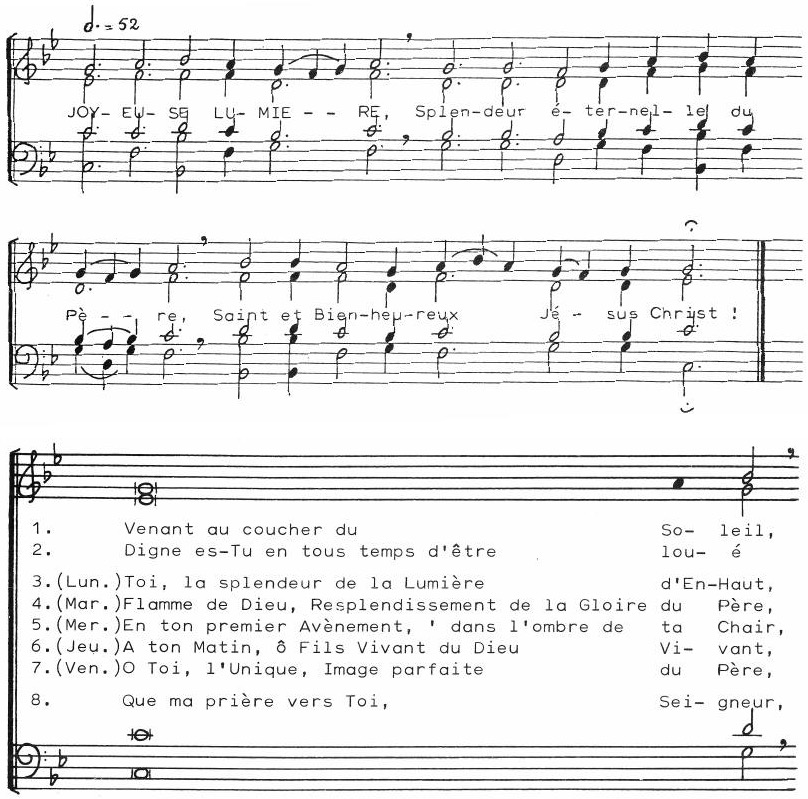 𝅗𝅥. = 52
JOY- EU- SE LU- MIE - - RE, Splen-deur é- ter-nel- le du
Pè - - re, Saint et Bien-heu-reux Jé - sus Christ !
1. Venant au coucher du So- leil,
2. Digne es-Tu en tous temps d'être lou- é
3.(Lun.)Toi, la splendeur de la Lumière d'En-Haut,
4.(Mar.)Flamme de Dieu, Resplendissement de la Gloire du Père,
5.(Mer.)En ton premier Avènement, ' dans l'ombre de ta Chair,
6.(Jeu.)A ton Matin, ô Fils Vivant du Dieu Vi- vant,
7.(Ven.)O Toi, l'Unique, Image parfaite du Père,
8. Que ma prière vers Toi, Sei- gneur,